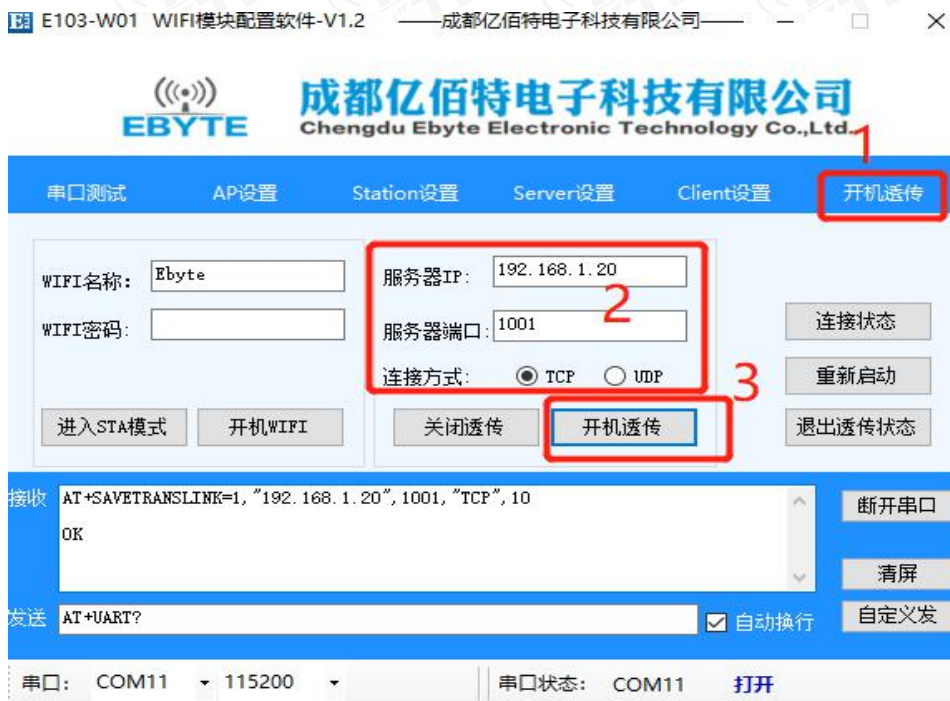 E103-W01 WIFI模块配置软件-V1.2 ——成都亿佰特电子科技有限公司——
EBYTE
成都亿佰特电子科技有限公司
Chengdu Ebyte Electronic Technology Co.,Ltd.
1
串口测试 AP设置 Station设置 Server设置 Client设置 开机透传
WIFI名称: Ebyte
WIFI密码:
服务器IP: 192.168.1.20
服务器端口: 1001
2
连接方式: TCP UDP
3
进入STA模式 开机WIFI 关闭透传 开机透传
连接状态
重新启动
退出透传状态
接收 AT+SAVETRANSLINK=1,"192.168.1.20",1001,"TCP",10
OK
断开串口
清屏
发送 AT+UART? 自动换行 自定义发
串口: COM11 115200 串口状态: COM11 打开